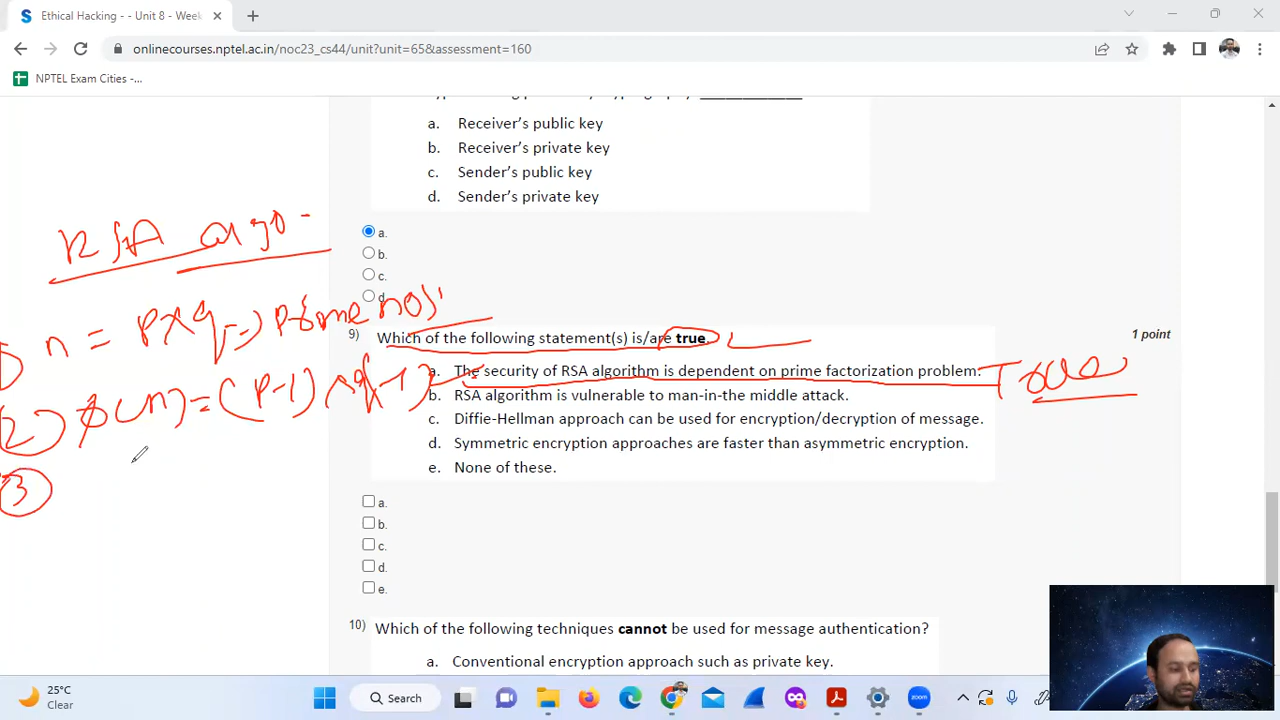 Ethical Hacking - - Unit 8 - Week
onlinecourses.nptel.ac.in/noc23_cs44/unit?unit=65&assessment=160
NPTEL Exam Cities -...
a. Receiver's public key
b. Receiver's private key
c. Sender's public key
d. Sender's private key
RSA algo -
a.
b.
c.
d.
n = p x q => Prime nos.
9) Which of the following statement(s) is/are true.
1 point
a. The security of RSA algorithm is dependent on prime factorization problem.
True
(2) φ(n) = (p-1) x (q-1)
b. RSA algorithm is vulnerable to man-in-the middle attack.
c. Diffie-Hellman approach can be used for encryption/decryption of message.
d. Symmetric encryption approaches are faster than asymmetric encryption.
e. None of these.
3
a.
b.
c.
d.
e.
10) Which of the following techniques cannot be used for message authentication?
a. Conventional encryption approach such as private key.
25°C
Clear
Search
zoom